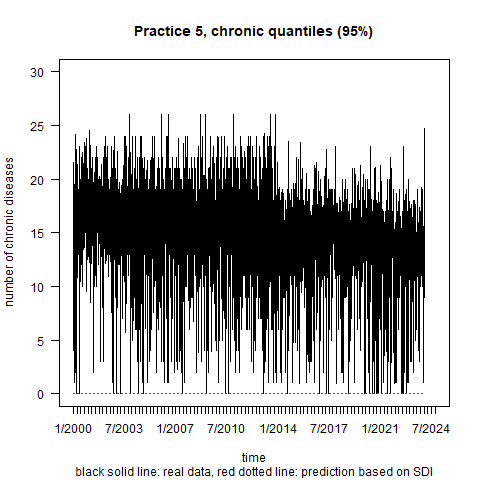 Practice 5, chronic quantiles (95%)
number of chronic diseases
30
25
20
15
10
5
0
1/2000 7/2003 1/2007 7/2010 1/2014 7/2017 1/2021 7/2024
time
black solid line: real data, red dotted line: prediction based on SDI